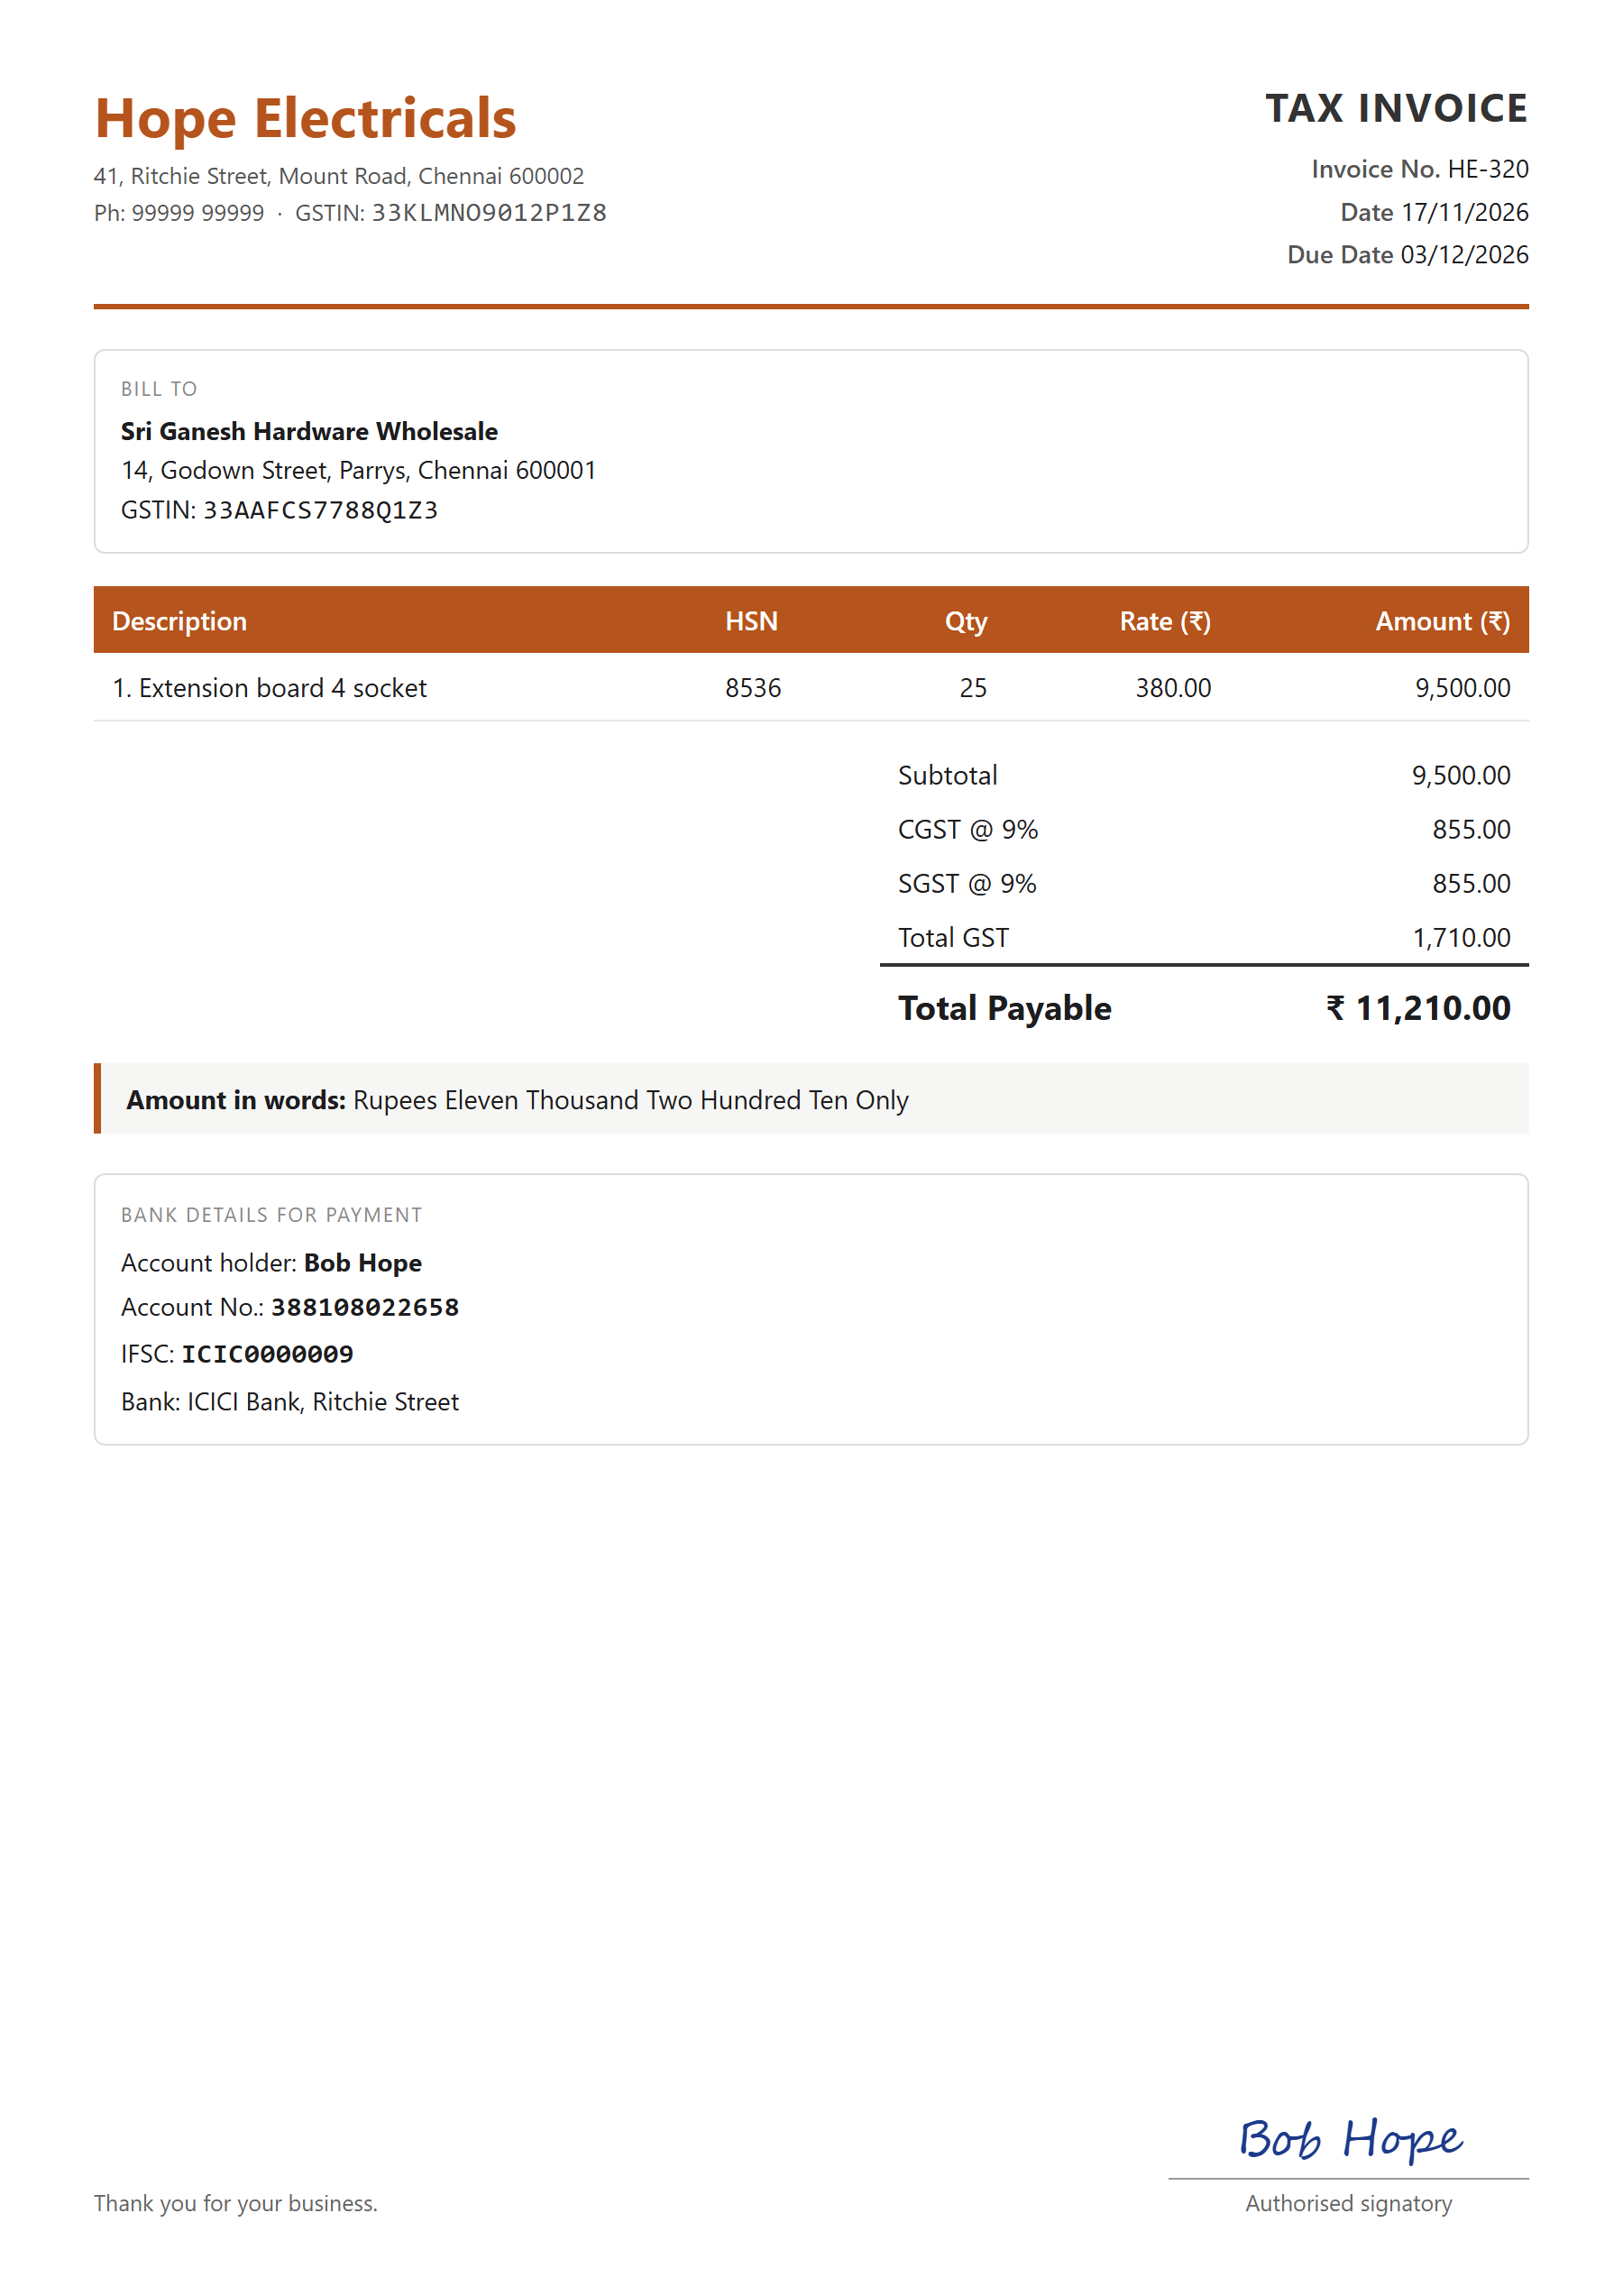 Hope Electricals
41, Ritchie Street, Mount Road, Chennai 600002
Ph: 99999 99999 · GSTIN: 33KLMNO9012P1Z8
TAX INVOICE
Invoice No. HE-320
Date 17/11/2026
Due Date 03/12/2026
BILL TO
Sri Ganesh Hardware Wholesale
14, Godown Street, Parrys, Chennai 600001
GSTIN: 33AAFCS7788Q1Z3
Description HSN Qty Rate (₹) Amount (₹)
1. Extension board 4 socket 8536 25 380.00 9,500.00
Subtotal 9,500.00
CGST @ 9% 855.00
SGST @ 9% 855.00
Total GST 1,710.00
Total Payable ₹ 11,210.00
Amount in words: Rupees Eleven Thousand Two Hundred Ten Only
BANK DETAILS FOR PAYMENT
Account holder: Bob Hope
Account No.: 388108022658
IFSC: ICIC0000009
Bank: ICICI Bank, Ritchie Street
Bob Hope
Thank you for your business.
Authorised signatory